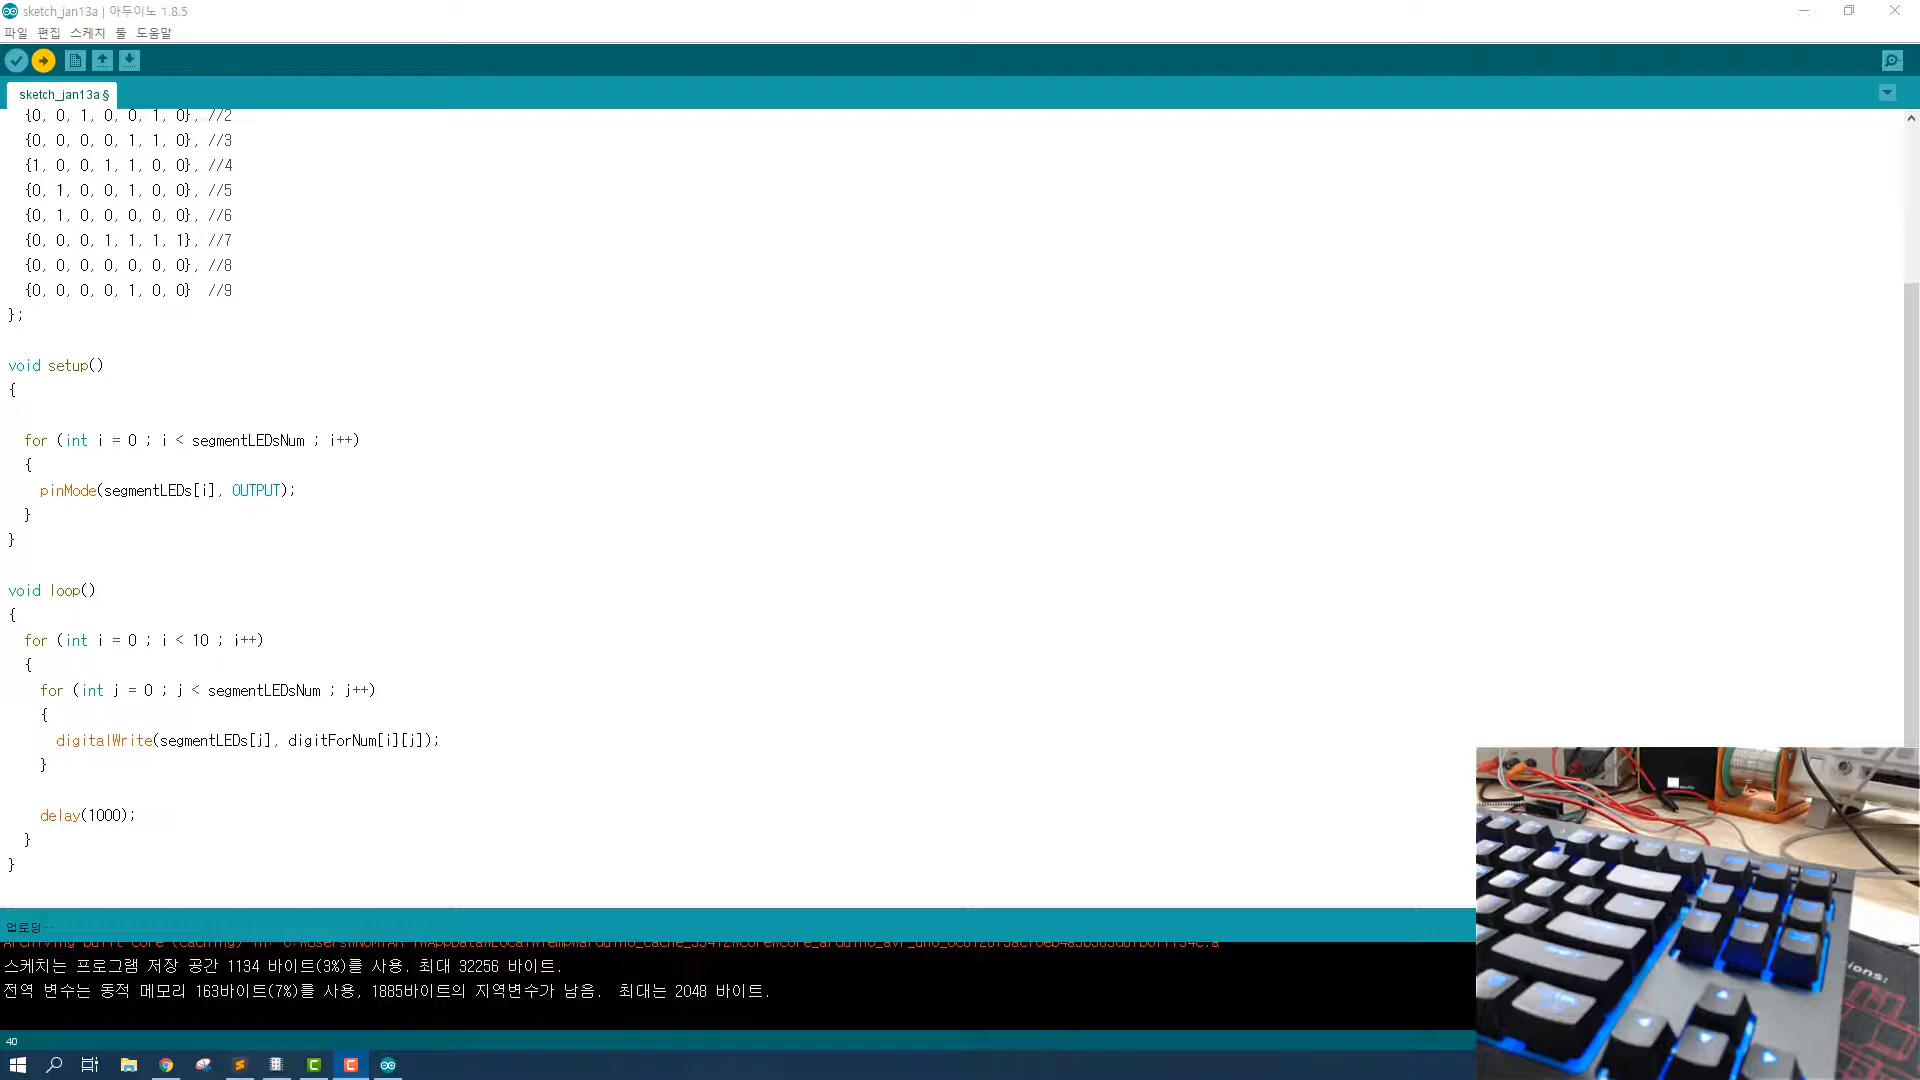 sketch_jan13a | 아두이노 1.8.5
파일 편집 스케치 툴 도움말
sketch_jan13a §
{0, 0, 1, 0, 0, 1, 0}, //2
{0, 0, 0, 0, 1, 1, 0}, //3
{1, 0, 0, 1, 1, 0, 0}, //4
{0, 1, 0, 0, 1, 0, 0}, //5
{0, 1, 0, 0, 0, 0, 0}, //6
{0, 0, 0, 1, 1, 1, 1}, //7
{0, 0, 0, 0, 0, 0, 0}, //8
{0, 0, 0, 0, 1, 0, 0}  //9
};
void setup()
{
for (int i = 0 ; i < segmentLEDsNum ; i++)
{
pinMode(segmentLEDs[i], OUTPUT);
}
}
void loop()
{
for (int i = 0 ; i < 10 ; i++)
{
for (int j = 0 ; j < segmentLEDsNum ; j++)
{
digitalWrite(segmentLEDs[j], digitForNum[i][j]);
}
delay(1000);
}
}
업로딩...
Archiving built core (caching) in:
스케치는 프로그램 저장 공간 1134 바이트(3%)를 사용. 최대 32256 바이트.
전역 변수는 동적 메모리 163바이트(7%)를 사용, 1885바이트의 지역변수가 남음.  최대는 2048 바이트.
40
ions: